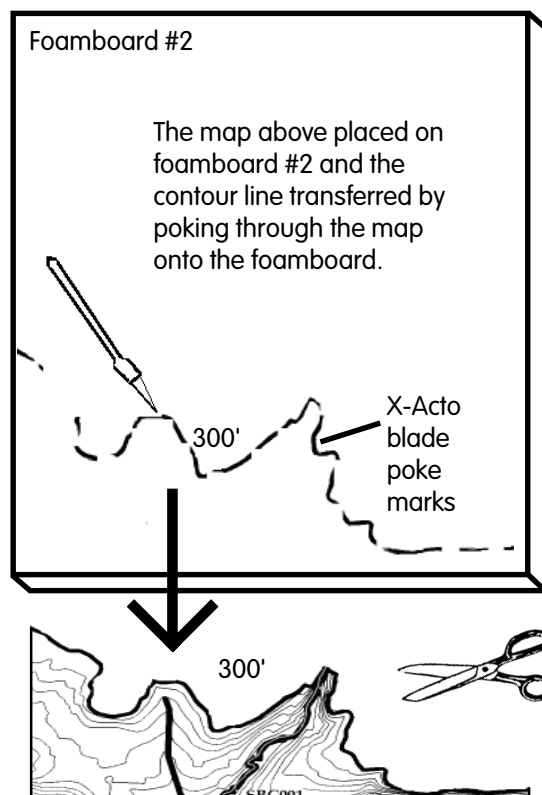 Foamboard #2
The map above placed on
foamboard #2 and the
contour line transferred by
poking through the map
onto the foamboard.
X-Acto
blade
poke
marks
300'
300'
SBC001